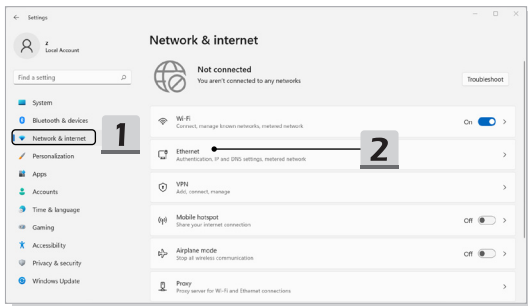 Settings
z
Local Account
Find a setting
System
Bluetooth & devices
Network & internet
Personalization
Apps
Accounts
Time & language
Gaming
Accessibility
Privacy & security
Windows Update
1
Network & internet
Not connected
You aren't connected to any networks
Troubleshoot
Wi-Fi
Connect, manage known networks, metered network
On
Ethernet
Authentication, IP and DNS settings, metered network
2
VPN
Add, connect, manage
Mobile hotspot
Share your internet connection
Off
Airplane mode
Stop all wireless communication
Off
Proxy
Proxy server for Wi-Fi and Ethernet connections